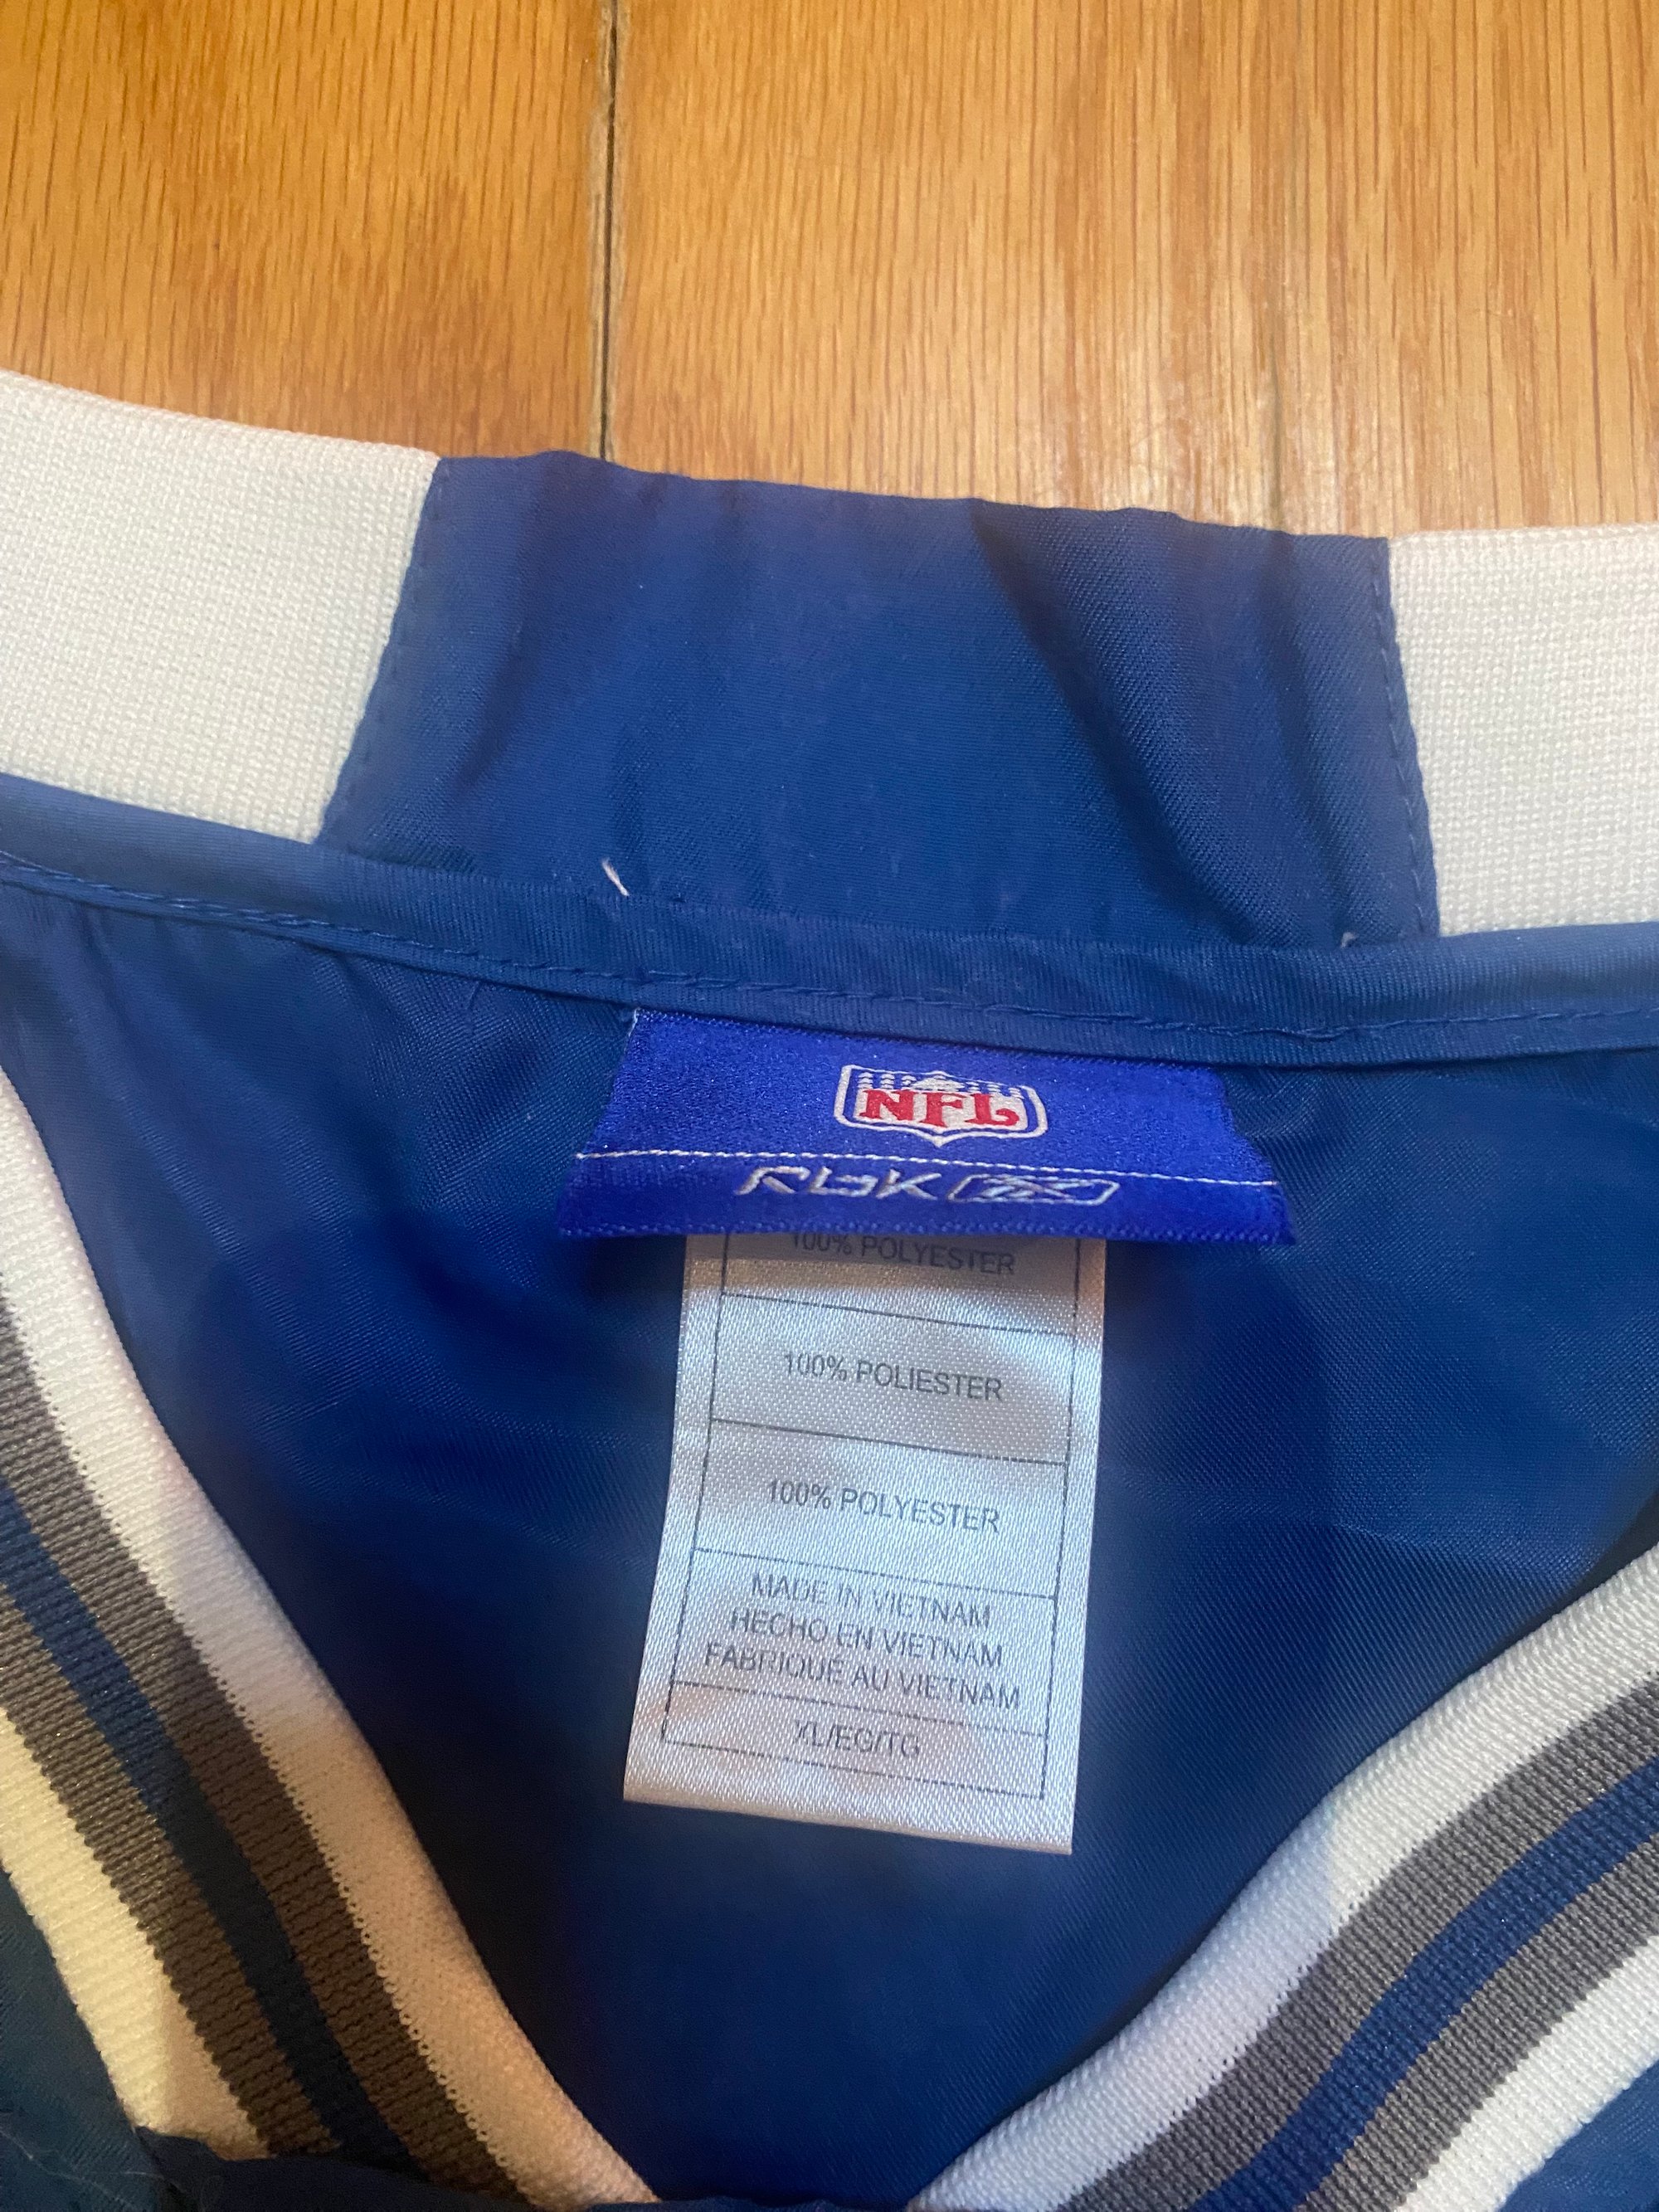 NFL
Rbk
100% POLYESTER
100% POLIESTER
100% POLYESTER
MADE IN VIETNAM
HECHO EN VIETNAM
FABRIQUE AU VIETNAM
XL/EG/TG